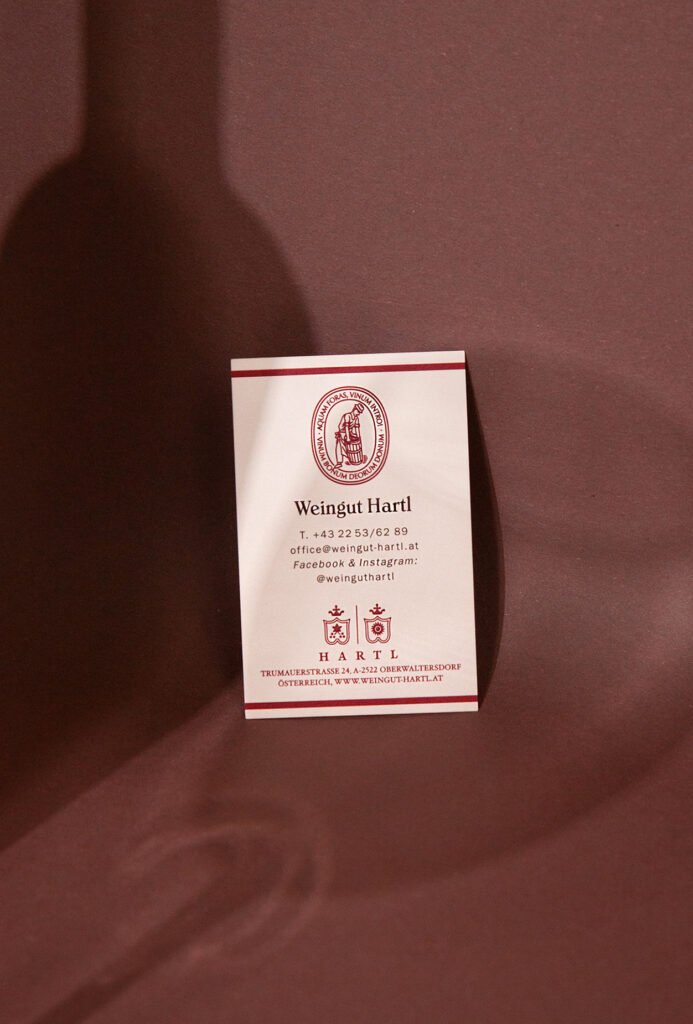 AQUAM FORAS, VINUM INTRO!
VINUM BONUM DEORUM DONUM
Weingut Hartl
T. +43 22 53/62 89
office@weingut-hartl.at
Facebook & Instagram:
@weinguthartl
HARTL
TRUMAUERSTRASSE 24, A-2522 OBERWALTERSDORF
ÖSTERREICH, WWW.WEINGUT-HARTL.AT